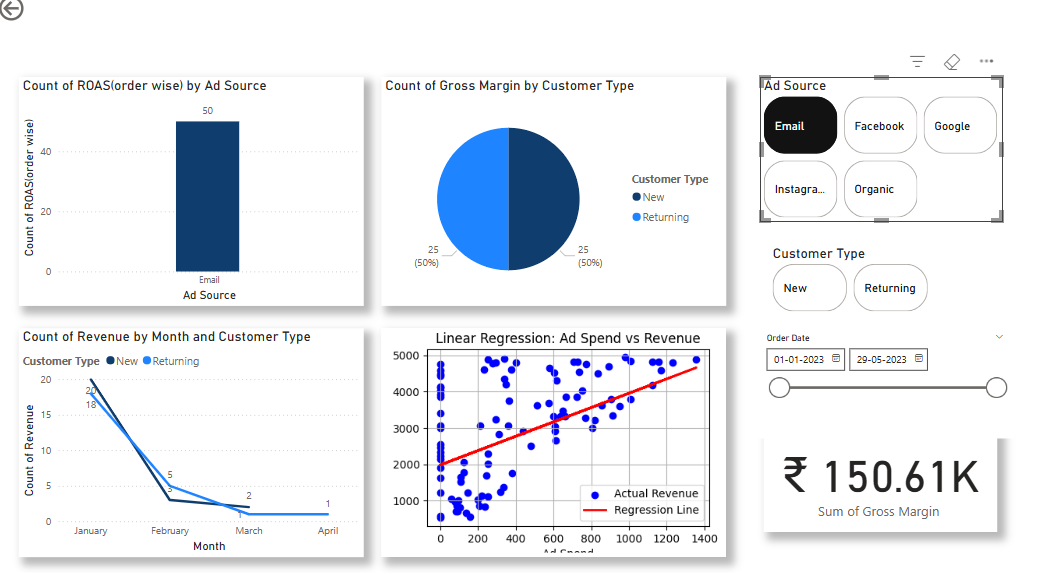 Count of ROAS(order wise) by Ad Source
Count of ROAS(order wise)
50
40
20
0
Email
Ad Source
Count of Gross Margin by Customer Type
Customer Type
New
Returning
25
(50%)
25
(50%)
Ad Source
Email
Facebook
Google
Instagra...
Organic
Customer Type
New
Returning
Order Date
01-01-2023
29-05-2023
Count of Revenue by Month and Customer Type
Customer Type New Returning
Count of Revenue
20
15
10
5
0
20
18
5
3
2
1
1
January
February
March
April
Month
Linear Regression: Ad Spend vs Revenue
5000
4000
3000
2000
1000
Actual Revenue
Regression Line
0 200 400 600 800 1000 1200 1400
Ad Spend
₹ 150.61K
Sum of Gross Margin